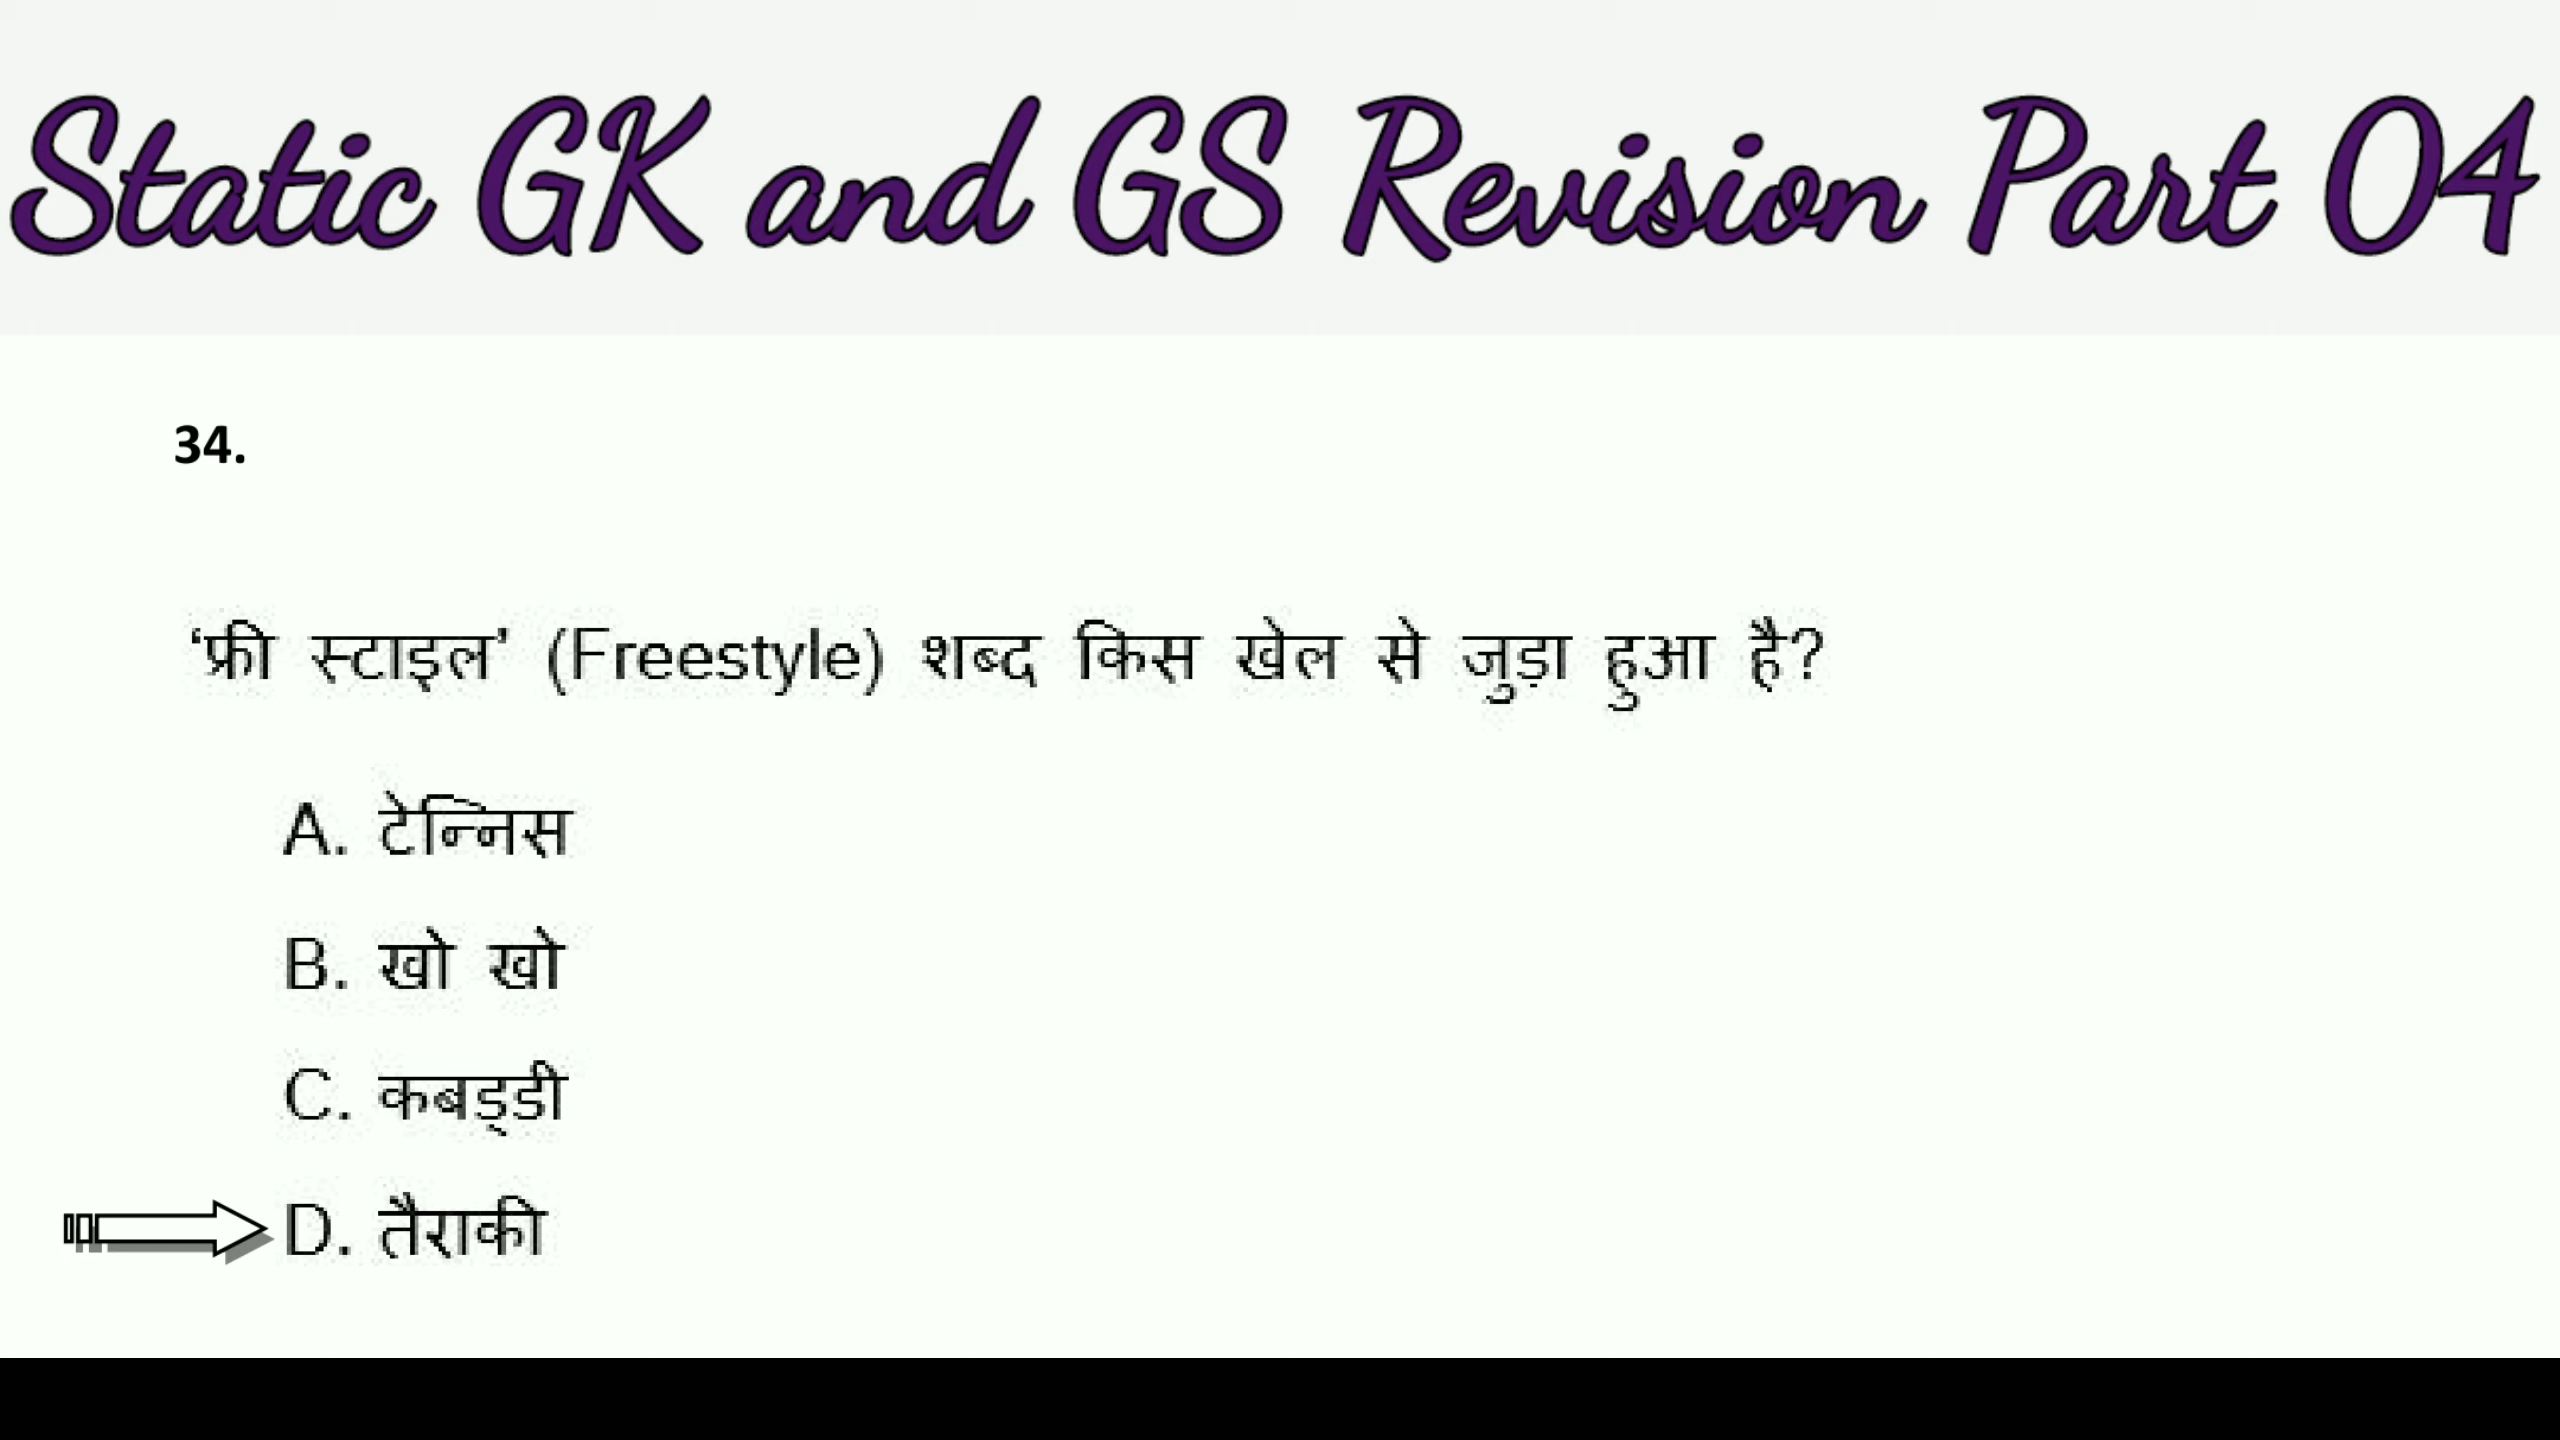 Static GK and GS Revision Part 04
34.
‘फ्री स्टाइल’ (Freestyle) शब्द किस खेल से जुड़ा हुआ है?
A. टेन्निस
B. खो खो
C. कबड्डी
D. तैराकी